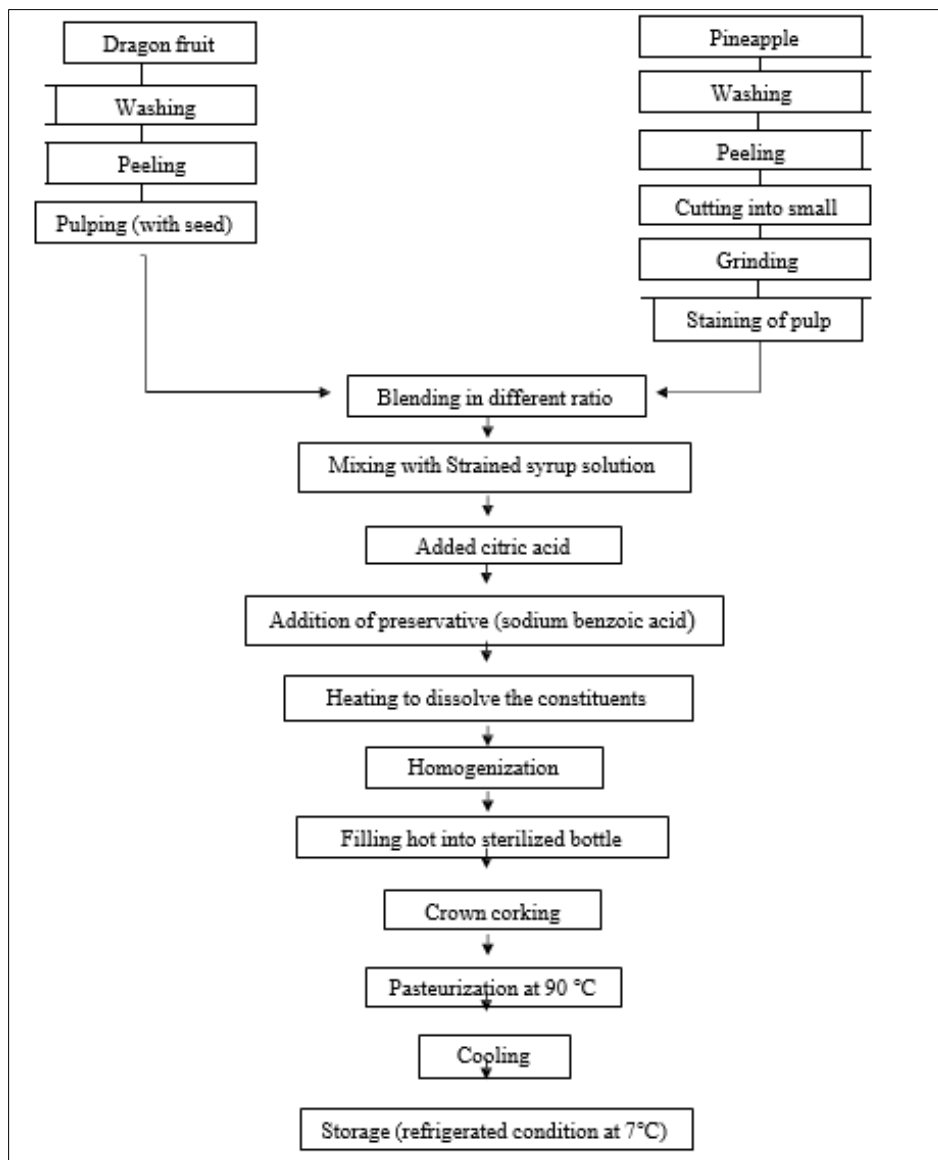 Dragon fruit
Washing
Peeling
Pulping (with seed)
Pineapple
Washing
Peeling
Cutting into small
Grinding
Staining of pulp
Blending in different ratio
Mixing with Strained syrup solution
Added citric acid
Addition of preservative (sodium benzoic acid)
Heating to dissolve the constituents
Homogenization
Filling hot into sterilized bottle
Crown corking
Pasteurization at 90 °C
Cooling
Storage (refrigerated condition at 7°C)